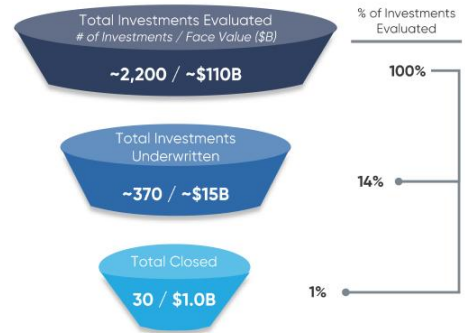 Total Investments Evaluated
# of Investments / Face Value ($B)
~2,200 / ~$110B
% of Investments
Evaluated
100%
Total Investments
Underwritten
~370 / ~$15B
14%
Total Closed
30 / $1.0B
1%